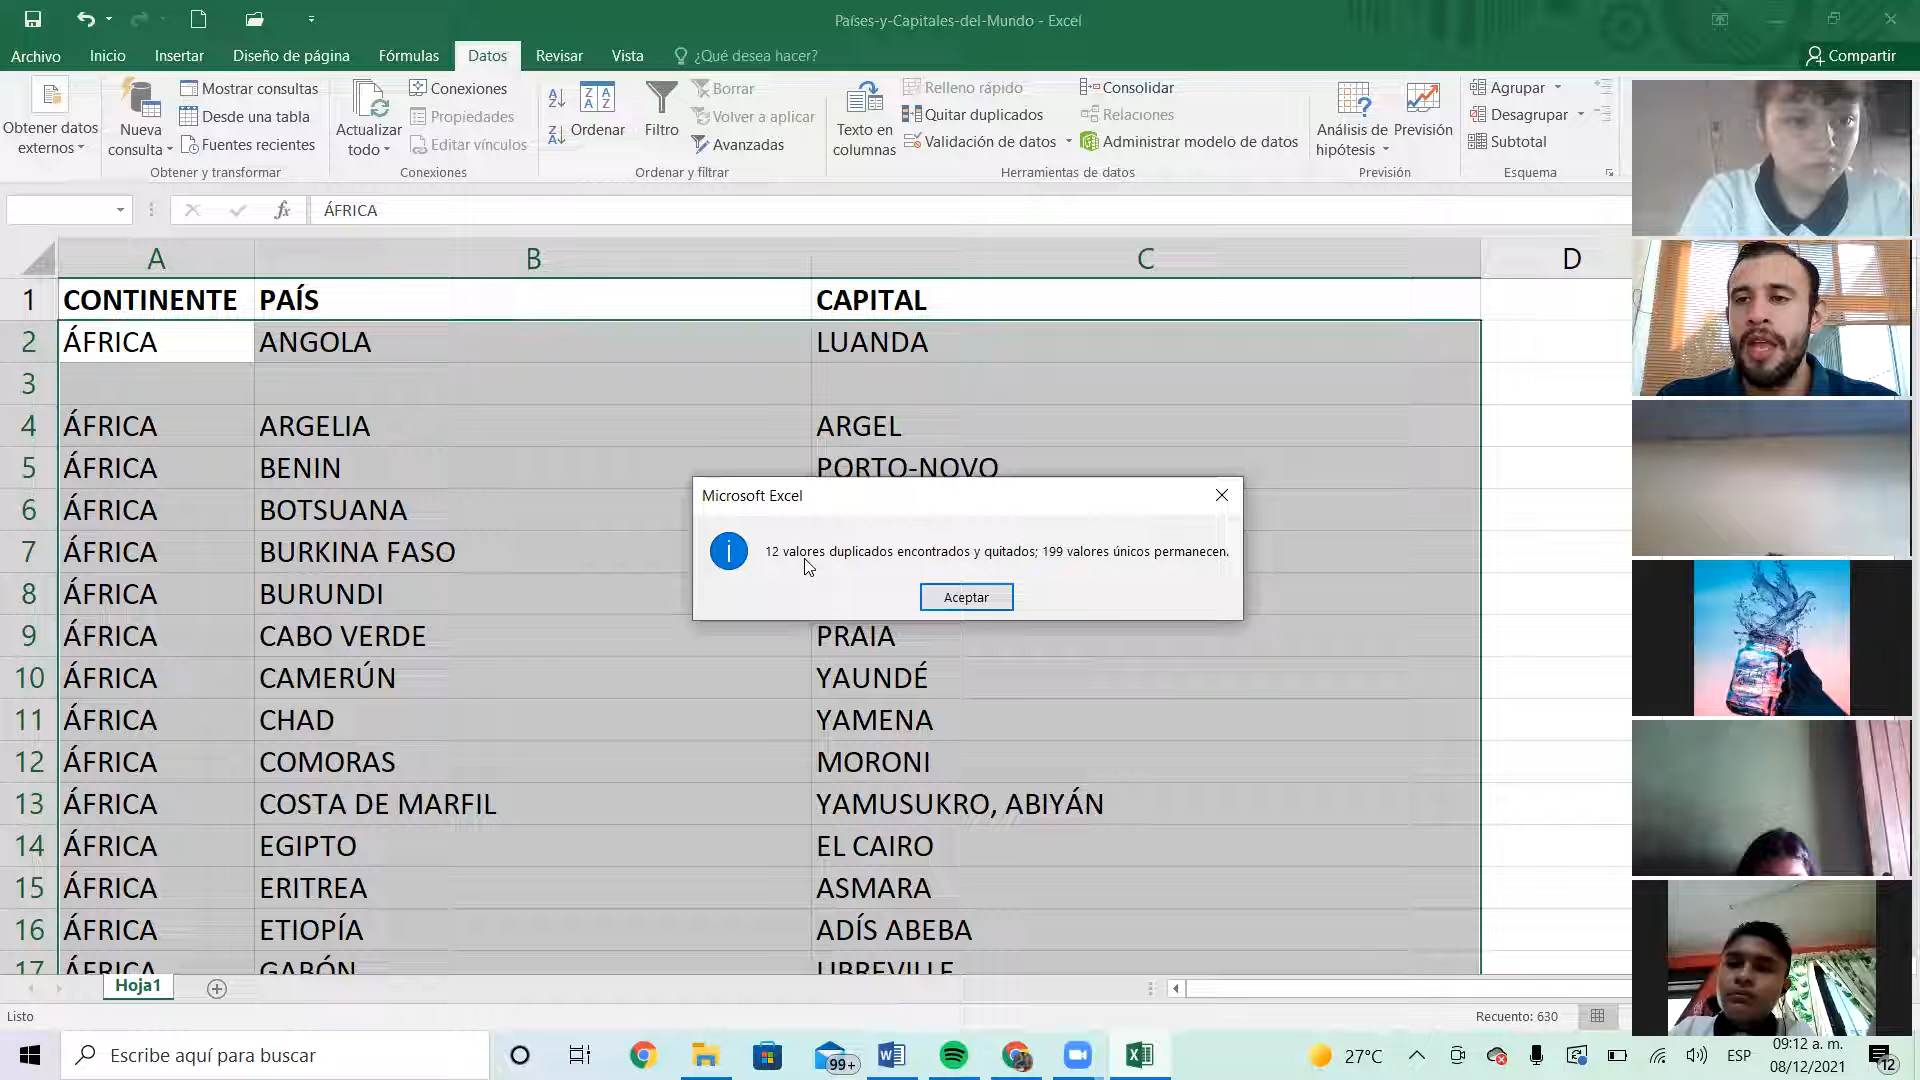 Países-y-Capitales-del-Mundo - Excel
Archivo Inicio Insertar Diseño de página Fórmulas Datos Revisar Vista ¿Qué desea hacer? Compartir
Obtener datos externos
Nueva consulta
Mostrar consultas
Desde una tabla
Fuentes recientes
Obtener y transformar
Actualizar todo
Conexiones
Propiedades
Editar vínculos
Conexiones
Ordenar
Filtro
Borrar
Volver a aplicar
Avanzadas
Ordenar y filtrar
Texto en columnas
Relleno rápido
Quitar duplicados
Validación de datos
Consolidar
Relaciones
Administrar modelo de datos
Herramientas de datos
Análisis de hipótesis
Previsión
Previsión
Agrupar
Desagrupar
Subtotal
Esquema
fx ÁFRICA
A B C D
1 CONTINENTE PAÍS CAPITAL
2 ÁFRICA ANGOLA LUANDA
3
4 ÁFRICA ARGELIA ARGEL
5 ÁFRICA BENIN PORTO-NOVO
6 ÁFRICA BOTSUANA
7 ÁFRICA BURKINA FASO
8 ÁFRICA BURUNDI
9 ÁFRICA CABO VERDE PRAIA
10 ÁFRICA CAMERÚN YAUNDÉ
11 ÁFRICA CHAD YAMENA
12 ÁFRICA COMORAS MORONI
13 ÁFRICA COSTA DE MARFIL YAMUSUKRO, ABIYÁN
14 ÁFRICA EGIPTO EL CAIRO
15 ÁFRICA ERITREA ASMARA
16 ÁFRICA ETIOPÍA ADÍS ABEBA
17 ÁFRICA GABÓN LIBREVILLE
Microsoft Excel
12 valores duplicados encontrados y quitados; 199 valores únicos permanecen.
Aceptar
Hoja1
Listo
Recuento: 630
Escribe aquí para buscar
99+
27°C
ESP
09:12 a. m.
08/12/2021
12